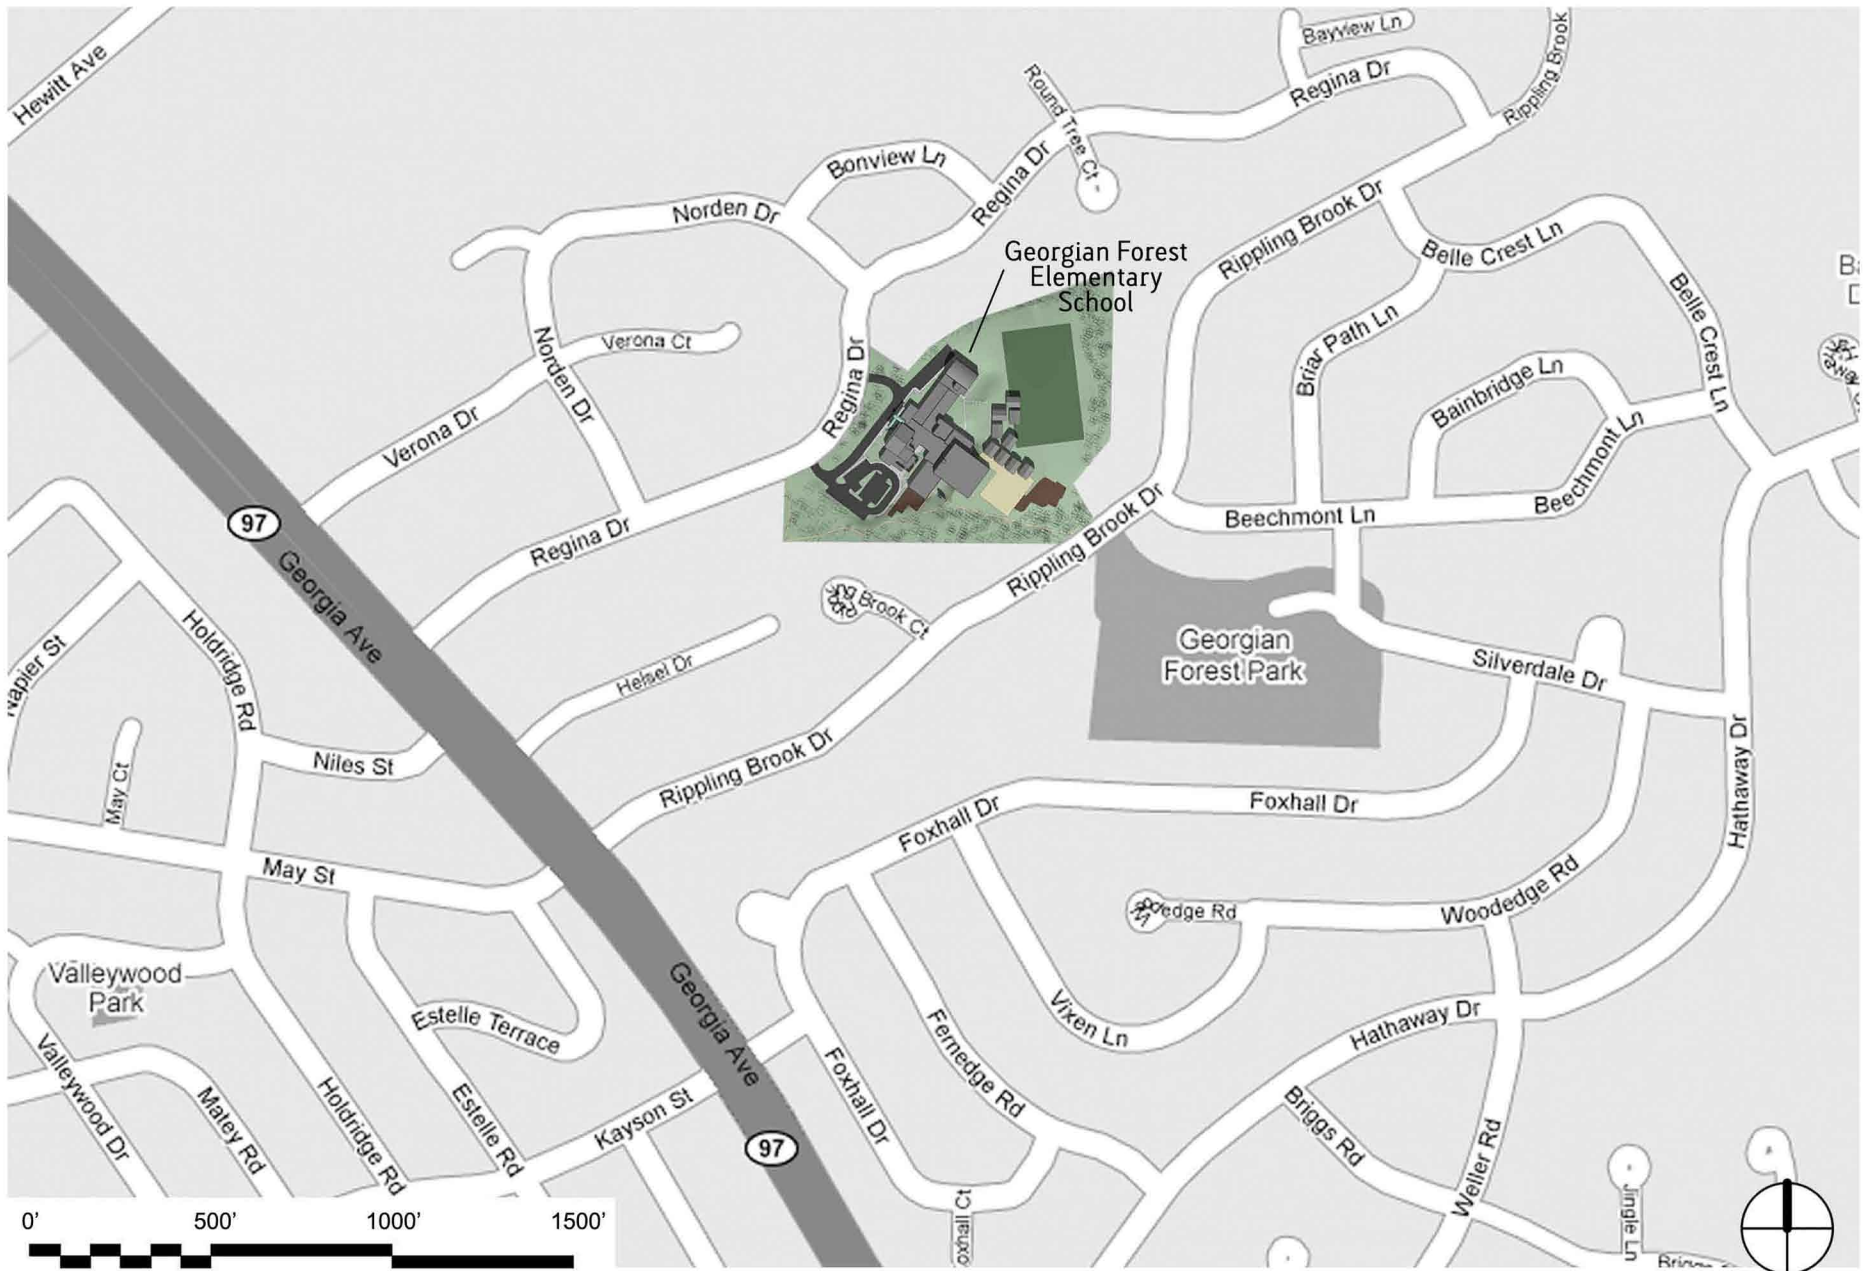 Hewitt Ave
Bayview Ln
Regina Dr
Rippling Brook
Round Tree Ct
Bonview Ln
Regina Dr
Norden Dr
Rippling Brook Dr
Belle Crest Ln
Georgian Forest
Elementary
School
Belle Crest Ln
Verona Ct
Norden Dr
Regina Dr
Briar Path Ln
Bainbridge Ln
Verona Dr
Beechmont Ln
97
Georgia Ave
Regina Dr
Rippling Brook Dr
Beechmont Ln
Brook Ct
Holdridge Rd
Napier St
Helsel Dr
Georgian
Forest Park
Silverdale Dr
Niles St
May Ct
Rippling Brook Dr
Hathaway Dr
Foxhall Dr
Foxhall Dr
May St
Woodedge Rd
edge Rd
Valleywood
Park
Estelle Terrace
Georgia Ave
Vixen Ln
Hathaway Dr
Fernedge Rd
Foxhall Dr
Valleywood Dr
Matey Rd
Holdridge Rd
Estelle Rd
Kayson St
97
Briggs Rd
Weller Rd
Jingle Ln
oxhall Ct
0'
500'
1000'
1500'